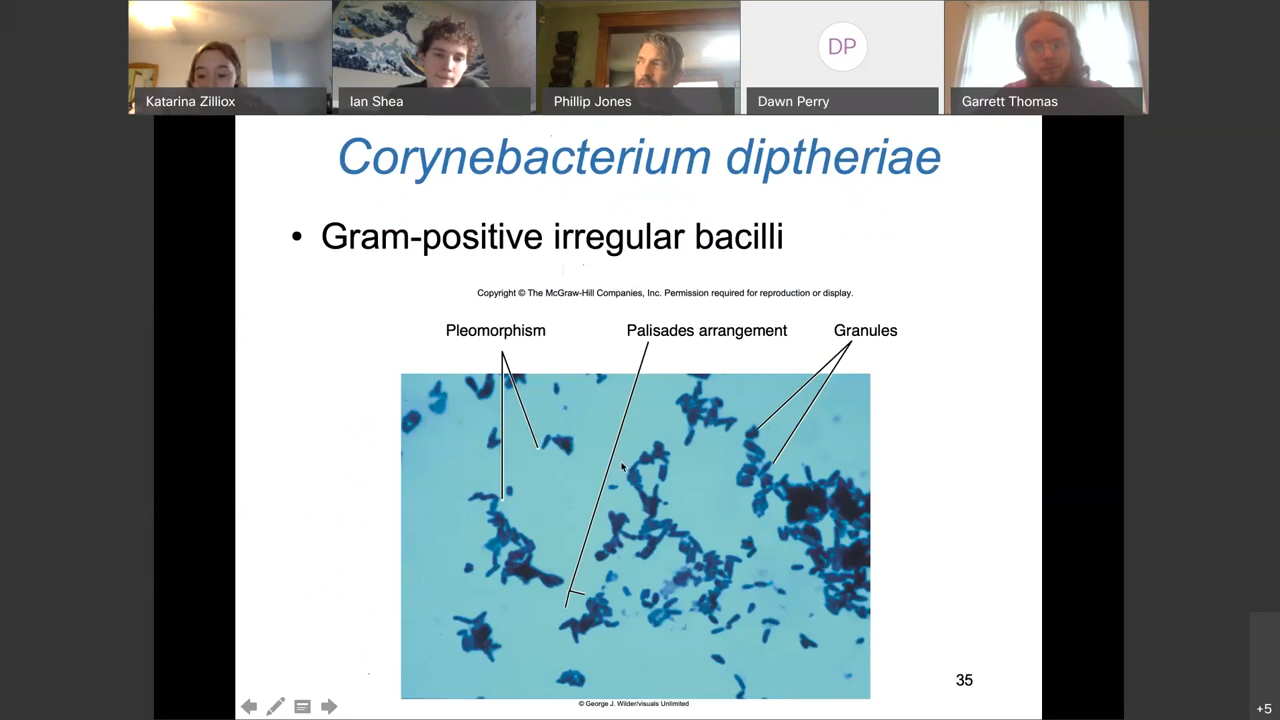 DP
Katarina Zilliox
Ian Shea
Phillip Jones
Dawn Perry
Garrett Thomas
Corynebacterium diptheriae
• Gram-positive irregular bacilli
Copyright © The McGraw-Hill Companies, Inc. Permission required for reproduction or display.
Pleomorphism
Palisades arrangement
Granules
35
© George J. Wilder/visuals Unlimited
+5